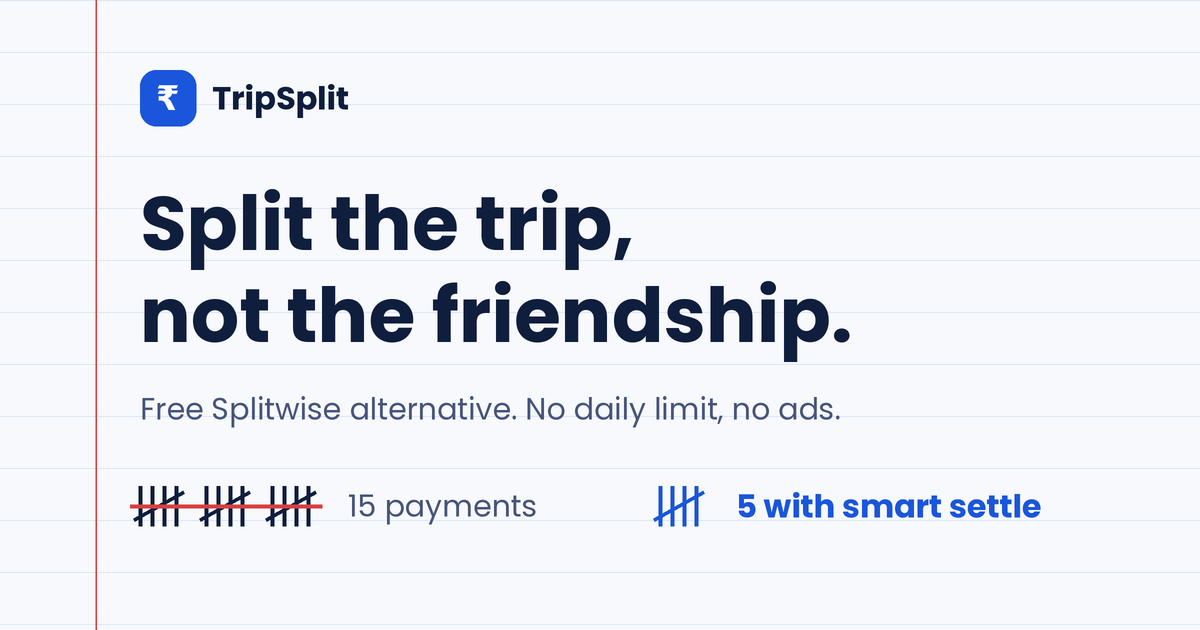 ₹ TripSplit
Split the trip,
not the friendship.
Free Splitwise alternative. No daily limit, no ads.
15 payments 5 with smart settle